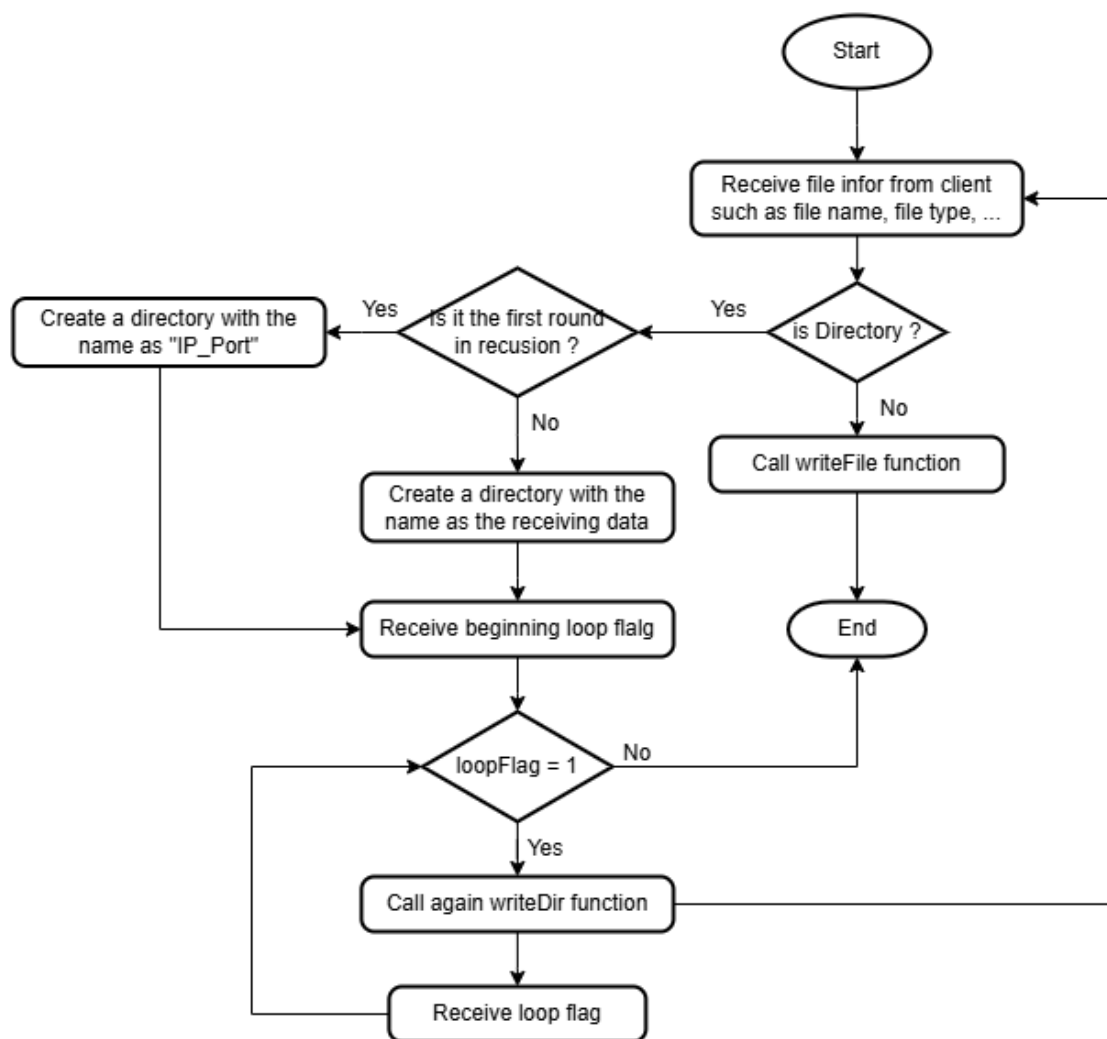 Start
Receive file infor from client
such as file name, file type, ...
is Directory ?
Yes
No
Is it the first round
in recusion ?
Yes
No
Create a directory with the
name as "IP_Port"
Call writeFile function
Create a directory with the
name as the receiving data
Receive beginning loop flalg
End
loopFlag = 1
No
Yes
Call again writeDir function
Receive loop flag